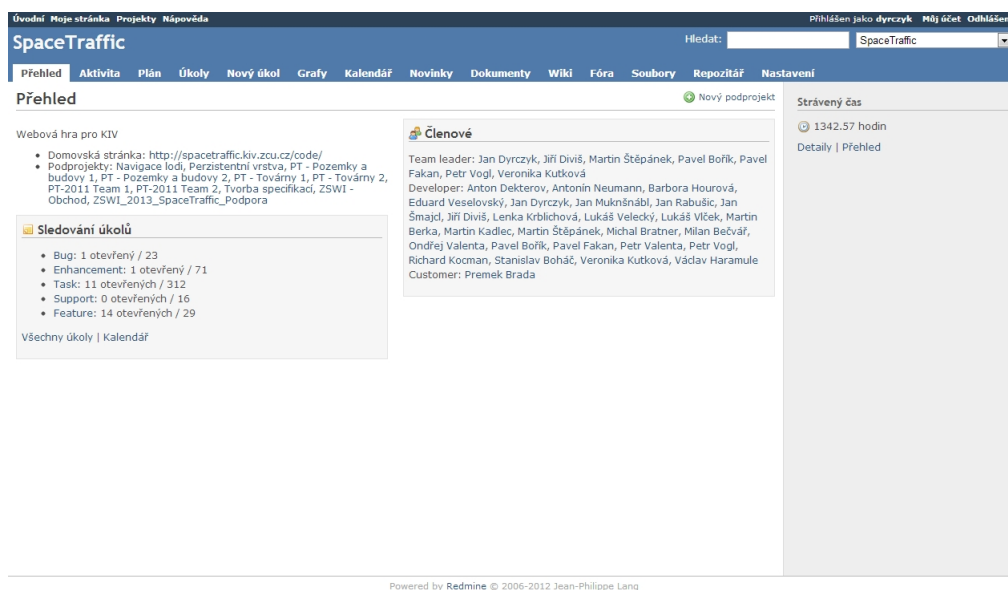 Úvodní Moje stránka Projekty Nápověda
Přihlášen jako dyrczyk Můj účet Odhlášen
SpaceTraffic
Hledat:
SpaceTraffic
Přehled Aktivita Plán Úkoly Nový úkol Grafy Kalendář Novinky Dokumenty Wiki Fóra Soubory Repozitář Nastavení
Přehled
Nový podprojekt
Webová hra pro KIV
Domovská stránka: http://spacetraffic.kiv.zcu.cz/code/
Podprojekty: Navigace lodi, Perzistentní vrstva, PT - Pozemky a
budovy 1, PT - Pozemky a budovy 2, PT - Továrny 1, PT - Továrny 2,
PT-2011 Team 1, PT-2011 Team 2, Tvorba specifikací, ZSWI -
Obchod, ZSWI_2013_SpaceTraffic_Podpora
Sledování úkolů
Bug: 1 otevřený / 23
Enhancement: 1 otevřený / 71
Task: 11 otevřených / 312
Support: 0 otevřených / 16
Feature: 14 otevřených / 29
Všechny úkoly | Kalendář
Členové
Team leader: Jan Dyrczyk, Jiří Diviš, Martin Štěpánek, Pavel Bořík, Pavel
Fakan, Petr Vogl, Veronika Kutková
Developer: Anton Dekterov, Antonín Neumann, Barbora Hourová,
Eduard Veselovský, Jan Dyrczyk, Jan Muknšnábl, Jan Rabušic, Jan
Šmajcl, Jiří Diviš, Lenka Krblichová, Lukáš Velecký, Lukáš Vlček, Martin
Berka, Martin Kadlec, Martin Štěpánek, Michal Bratner, Milan Bečvář,
Ondřej Valenta, Pavel Bořík, Pavel Fakan, Petr Valenta, Petr Vogl,
Richard Kocman, Stanislav Boháč, Veronika Kutková, Václav Haramule
Customer: Premek Brada
Strávený čas
1342.57 hodin
Detaily | Přehled
Powered by Redmine © 2006-2012 Jean-Philippe Lang